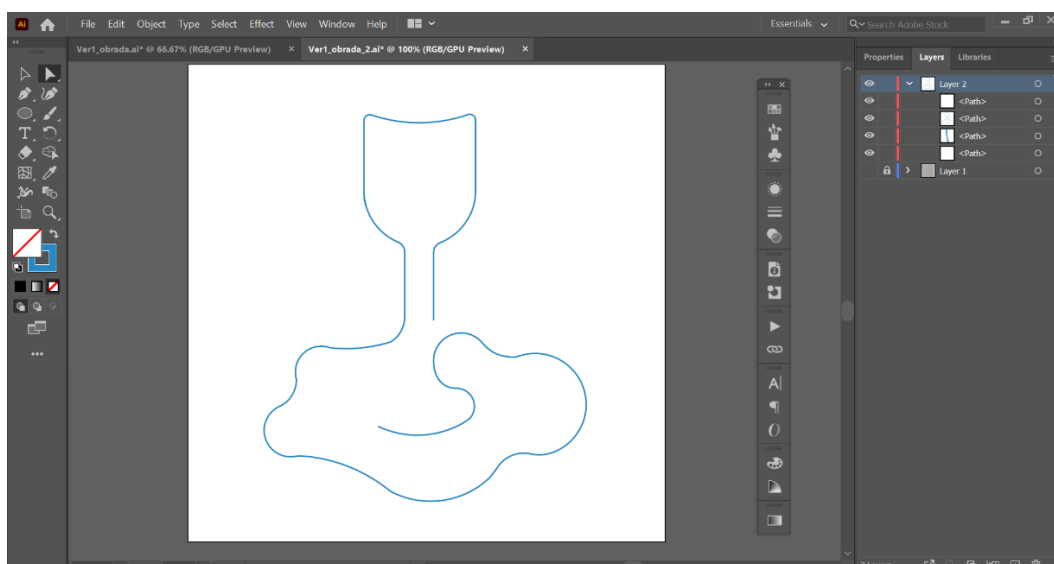 Ai File Edit Object Type Select Effect View Window Help Essentials Search Adobe Stock
Ver1_obrada.ai* @ 66.67% (RGB/GPU Preview) × Ver1_obrada_2.ai* @ 100% (RGB/GPU Preview) ×
Properties Layers Libraries
Layer 2
<Path>
<Path>
<Path>
<Path>
Layer 1